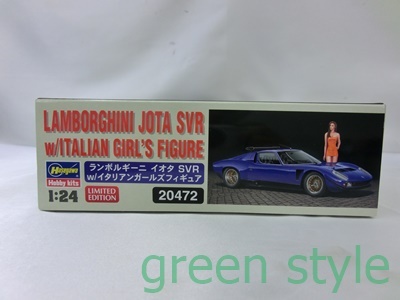 LAMBORGHINI JOTA SVR
w/ITALIAN GIRL'S FIGURE
Hasegawa
Hobby kits
ランボルギーニ イオタ SVR
w/イタリアンガールズフィギュア
1:24
LIMITED
EDITION
20472
green style